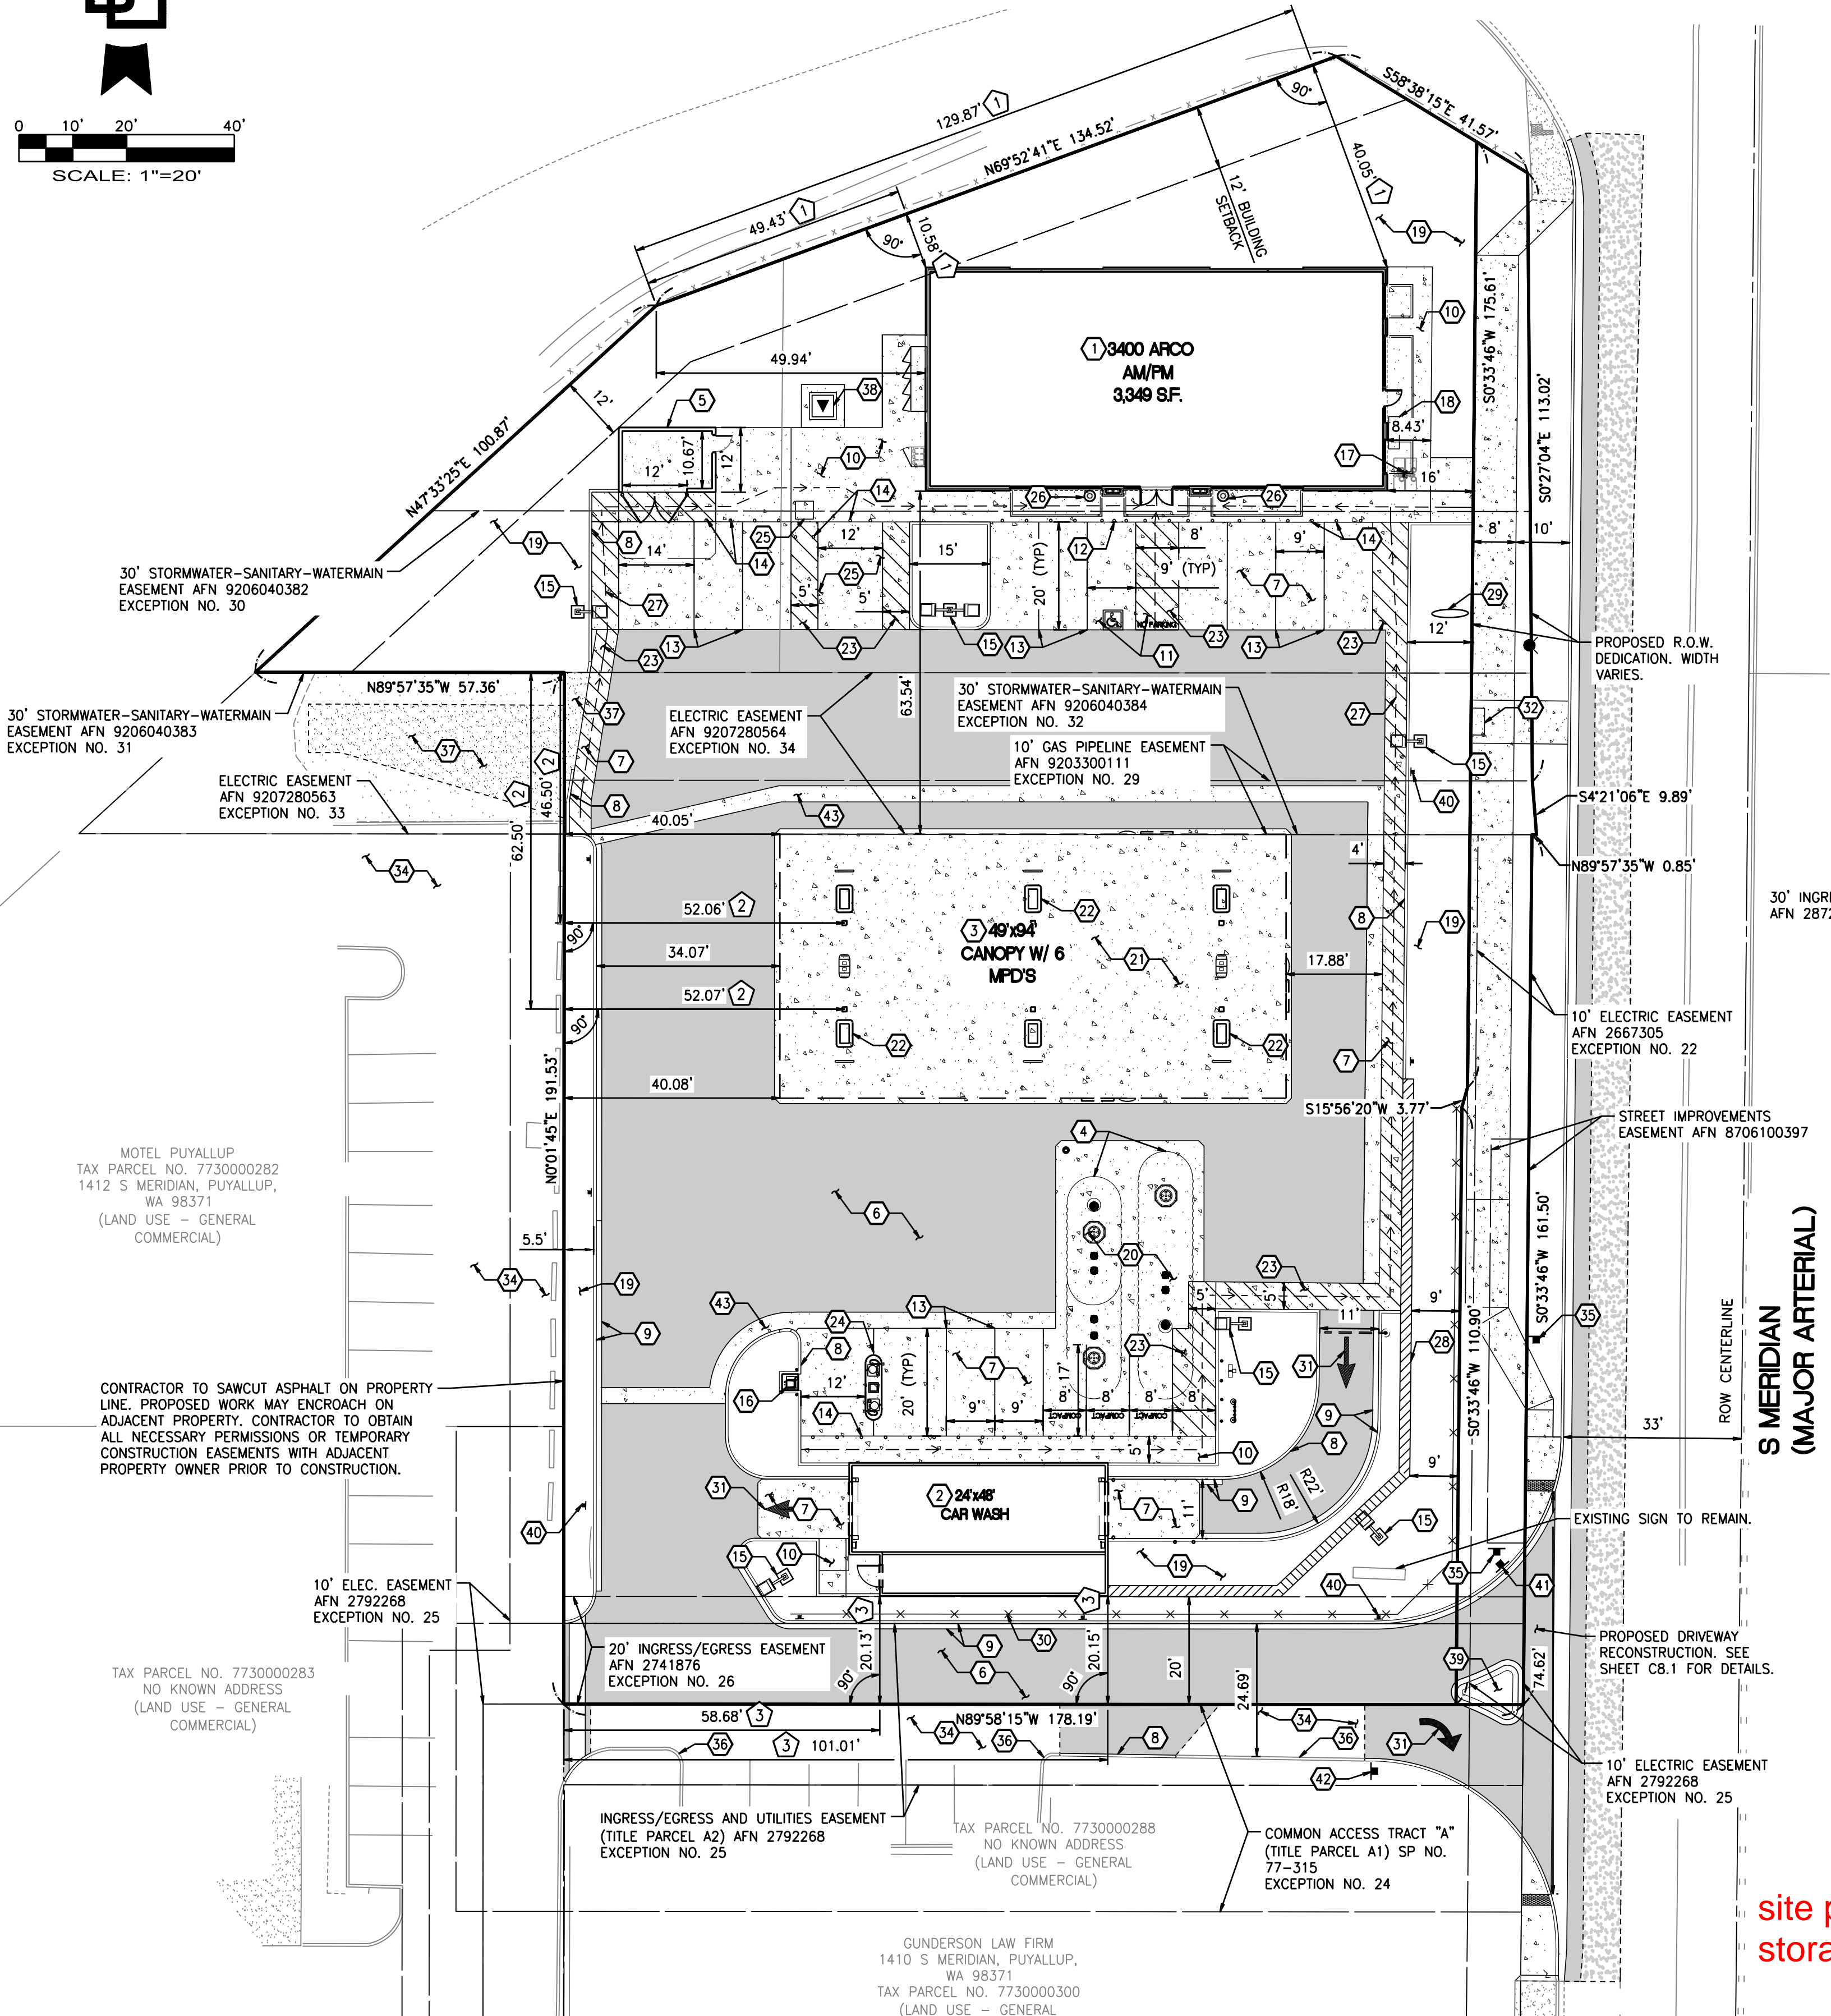 0 10' 20' 40'
SCALE: 1"=20'
129.87' 1
N69°52'41"E 134.52'
S58°38'15"E 41.57'
90°
49.43' 1
90°
10.58' 1
12' BUILDING
SETBACK
40.05' 1
19
49.94'
1 3400 ARCO
AM/PM
3,349 S.F.
10
S0°33'46"W 175.61'
S0°27'04"E 113.02'
12'
5
38
18
8.43'
N47°33'25"E 100.87'
12' 10.67' 12'
10
17
16'
14
26
26
19
8
14'
25
12'
14
15'
20' (TYP)
12
8'
9'
14
8' 10'
30' STORMWATER-SANITARY-WATERMAIN
EASEMENT AFN 9206040382
EXCEPTION NO. 30
15
27
5'
25
5'
9' (TYP)
7
29
12'
NO PARKING
23
13
23
15
13
11
23
13
23
PROPOSED R.O.W.
DEDICATION. WIDTH
VARIES.
N89°57'35"W 57.36'
30' STORMWATER-SANITARY-WATERMAIN
EASEMENT AFN 9206040383
EXCEPTION NO. 31
37
37
7
ELECTRIC EASEMENT
AFN 9207280564
EXCEPTION NO. 34
63.54'
30' STORMWATER-SANITARY-WATERMAIN
EASEMENT AFN 9206040384
EXCEPTION NO. 32
10' GAS PIPELINE EASEMENT
AFN 9203300111
EXCEPTION NO. 29
27
32
15
40
ELECTRIC EASEMENT
AFN 9207280563
EXCEPTION NO. 33
46.50' 2
62.50' 2
8
43
40.05'
S4°21'06"E 9.89'
4'
N89°57'35"W 0.85'
34
30' INGR
AFN 287
52.06' 2
90°
22
8
19
3 49'x94'
CANOPY W/ 6
MPD'S
34.07'
21
17.88'
52.07' 2
90°
22
22
10' ELECTRIC EASEMENT
AFN 2667305
EXCEPTION NO. 22
7
40.08'
N0°01'45"E 191.53'
S15°56'20"W 3.77'
STREET IMPROVEMENTS
EASEMENT AFN 8706100397
4
MOTEL PUYALLUP
TAX PARCEL NO. 7730000282
1412 S MERIDIAN, PUYALLUP,
WA 98371
(LAND USE - GENERAL
COMMERCIAL)
6
5.5'
20
34
19
23
S0°33'46"W 161.50'
S MERIDIAN
(MAJOR ARTERIAL)
ROW CENTERLINE
43
13
5'
5'
11'
9'
9
24
8
7
17'
23
15
31
28
35
S0°33'46"W 110.90'
CONTRACTOR TO SAWCUT ASPHALT ON PROPERTY
LINE. PROPOSED WORK MAY ENCROACH ON
ADJACENT PROPERTY. CONTRACTOR TO OBTAIN
ALL NECESSARY PERMISSIONS OR TEMPORARY
CONSTRUCTION EASEMENTS WITH ADJACENT
PROPERTY OWNER PRIOR TO CONSTRUCTION.
16
12'
20' (TYP)
9' 9' 8' 8' 8' 8'
COMPACT COMPACT COMPACT
14
9
8
33'
5'
10
9'
31
7
2 24'x48'
CAR WASH
7
11'
9
R22'
R18'
15
EXISTING SIGN TO REMAIN.
40
15
10
19
35
41
10' ELEC. EASEMENT
AFN 2792268
EXCEPTION NO. 25
3
3
40
20' INGRESS/EGRESS EASEMENT
AFN 2741876
EXCEPTION NO. 26
20.13'
9
30
20.15'
20'
24.69'
6
90°
90°
39
74.62'
PROPOSED DRIVEWAY
RECONSTRUCTION. SEE
SHEET C8.1 FOR DETAILS.
TAX PARCEL NO. 7730000283
NO KNOWN ADDRESS
(LAND USE - GENERAL
COMMERCIAL)
58.68' 3
N89°58'15"W 178.19'
34
34
36
3 101.01'
36
8
36
31
42
10' ELECTRIC EASEMENT
AFN 2792268
EXCEPTION NO. 25
INGRESS/EGRESS AND UTILITIES EASEMENT
(TITLE PARCEL A2) AFN 2792268
EXCEPTION NO. 25
TAX PARCEL NO. 7730000288
NO KNOWN ADDRESS
(LAND USE - GENERAL
COMMERCIAL)
COMMON ACCESS TRACT "A"
(TITLE PARCEL A1) SP NO.
77-315
EXCEPTION NO. 24
site p
stora
GUNDERSON LAW FIRM
1410 S MERIDIAN, PUYALLUP,
WA 98371
TAX PARCEL NO. 7730000300
(LAND USE - GENERAL